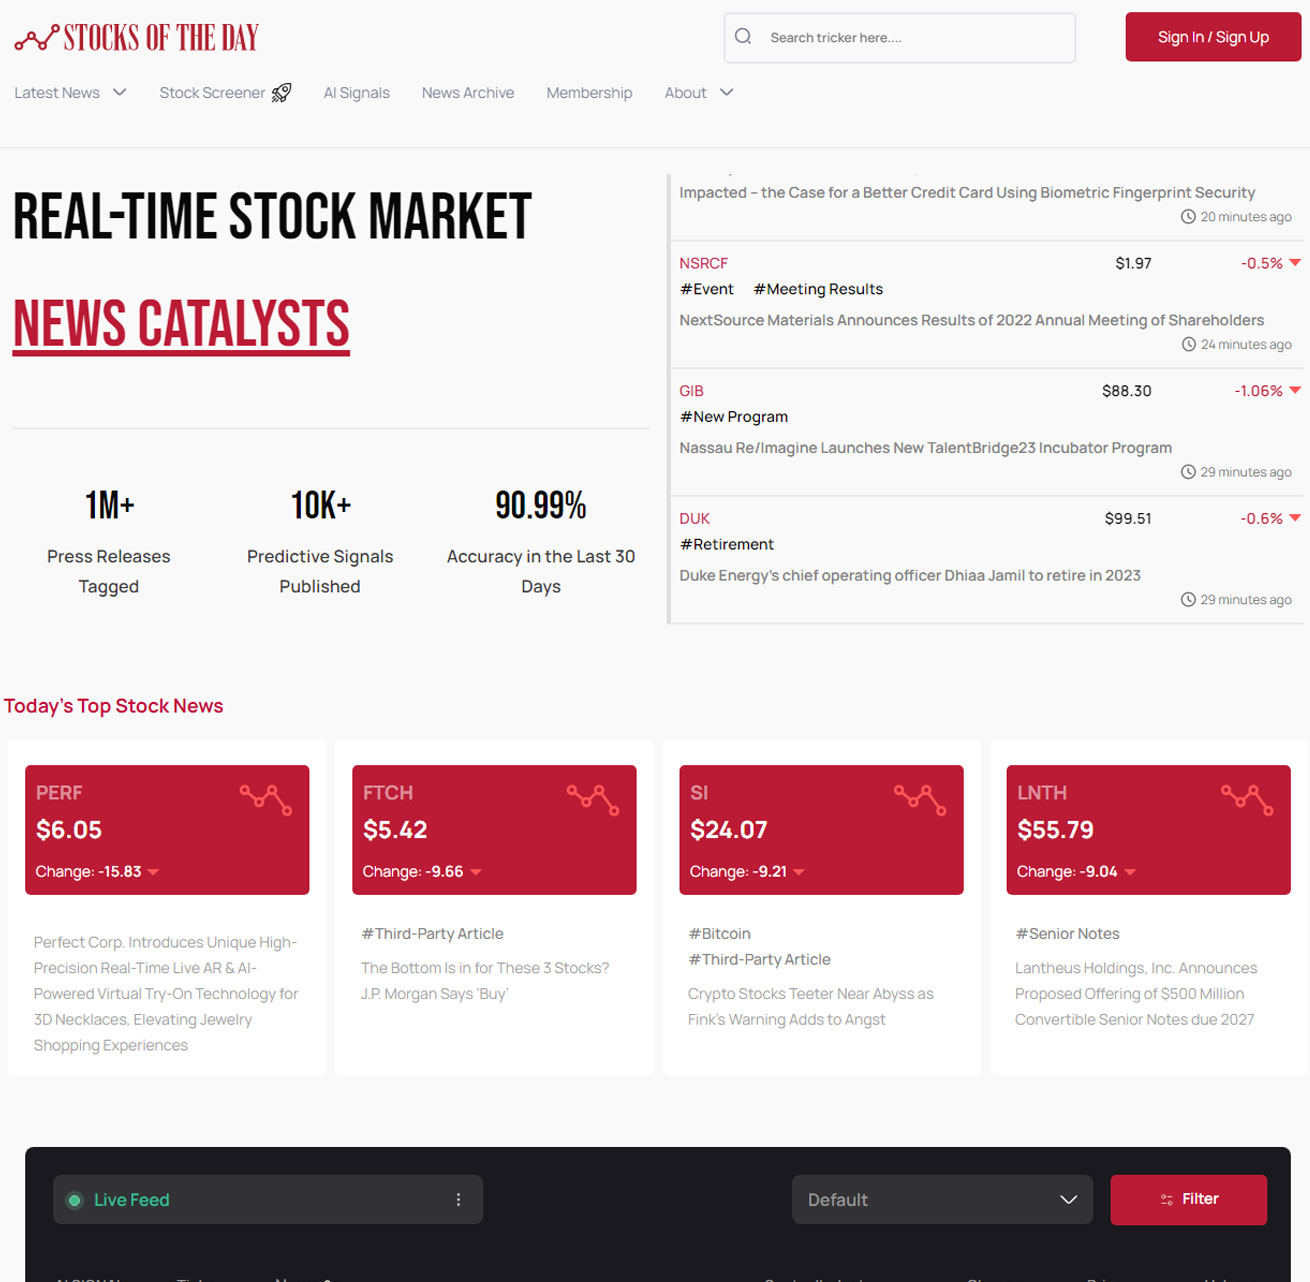 STOCKS OF THE DAY
Search tricker here....
Sign In / Sign Up
Latest News
Stock Screener
AI Signals
News Archive
Membership
About
REAL-TIME STOCK MARKET
NEWS CATALYSTS
1M+
Press Releases
Tagged
10K+
Predictive Signals
Published
90.99%
Accuracy in the Last 30
Days
Impacted – the Case for a Better Credit Card Using Biometric Fingerprint Security
20 minutes ago
NSRCF $1.97 -0.5%
#Event #Meeting Results
NextSource Materials Announces Results of 2022 Annual Meeting of Shareholders
24 minutes ago
GIB $88.30 -1.06%
#New Program
Nassau Re/Imagine Launches New TalentBridge23 Incubator Program
29 minutes ago
DUK $99.51 -0.6%
#Retirement
Duke Energy's chief operating officer Dhiaa Jamil to retire in 2023
29 minutes ago
Today's Top Stock News
PERF
$6.05
Change: -15.83
Perfect Corp. Introduces Unique High-
Precision Real-Time Live AR & AI-
Powered Virtual Try-On Technology for
3D Necklaces, Elevating Jewelry
Shopping Experiences
FTCH
$5.42
Change: -9.66
#Third-Party Article
The Bottom Is in for These 3 Stocks?
J.P. Morgan Says 'Buy'
SI
$24.07
Change: -9.21
#Bitcoin
#Third-Party Article
Crypto Stocks Teeter Near Abyss as
Fink's Warning Adds to Angst
LNTH
$55.79
Change: -9.04
#Senior Notes
Lantheus Holdings, Inc. Announces
Proposed Offering of $500 Million
Convertible Senior Notes due 2027
Live Feed
Default
Filter